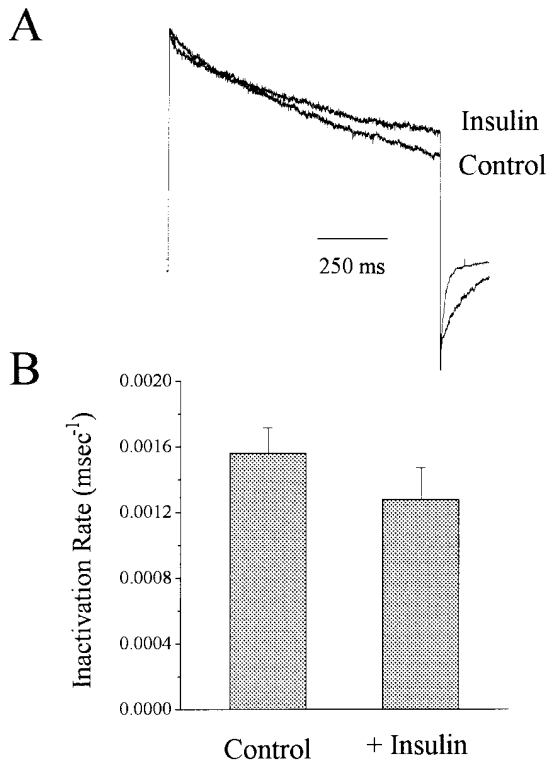 A
Insulin
Control
250 ms
B
Inactivation Rate (msec-1)
0.0020
0.0016
0.0012
0.0008
0.0004
0.0000
Control
+ Insulin